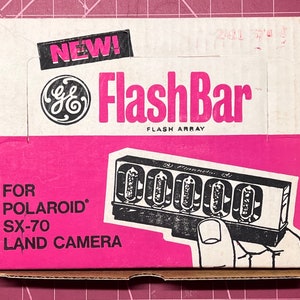 NEW!
GE
FlashBar
FLASH ARRAY
FOR
POLAROID®
SX-70
LAND CAMERA